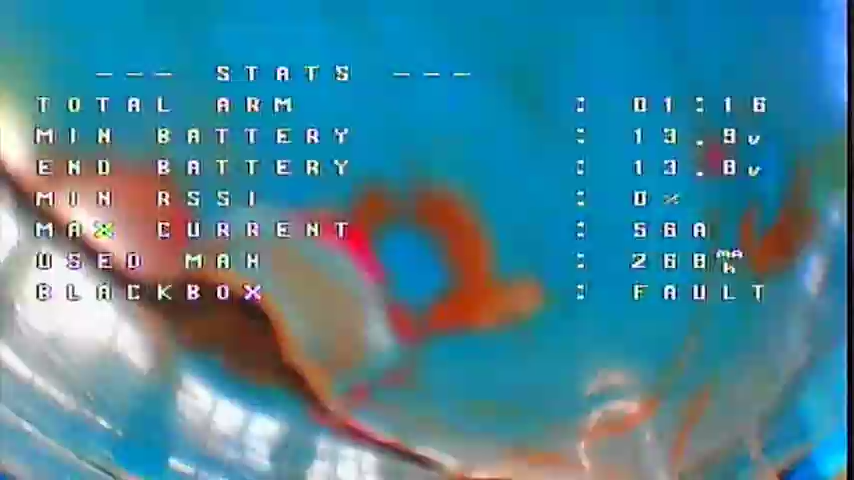 --- STATS ---
TOTAL ARM : 01:16
MIN BATTERY : 13.8v
END BATTERY : 13.8v
MIN RSSI : 0%
MAX CURRENT : 56A
USED MAH : 268mah
BLACKBOX : FAULT